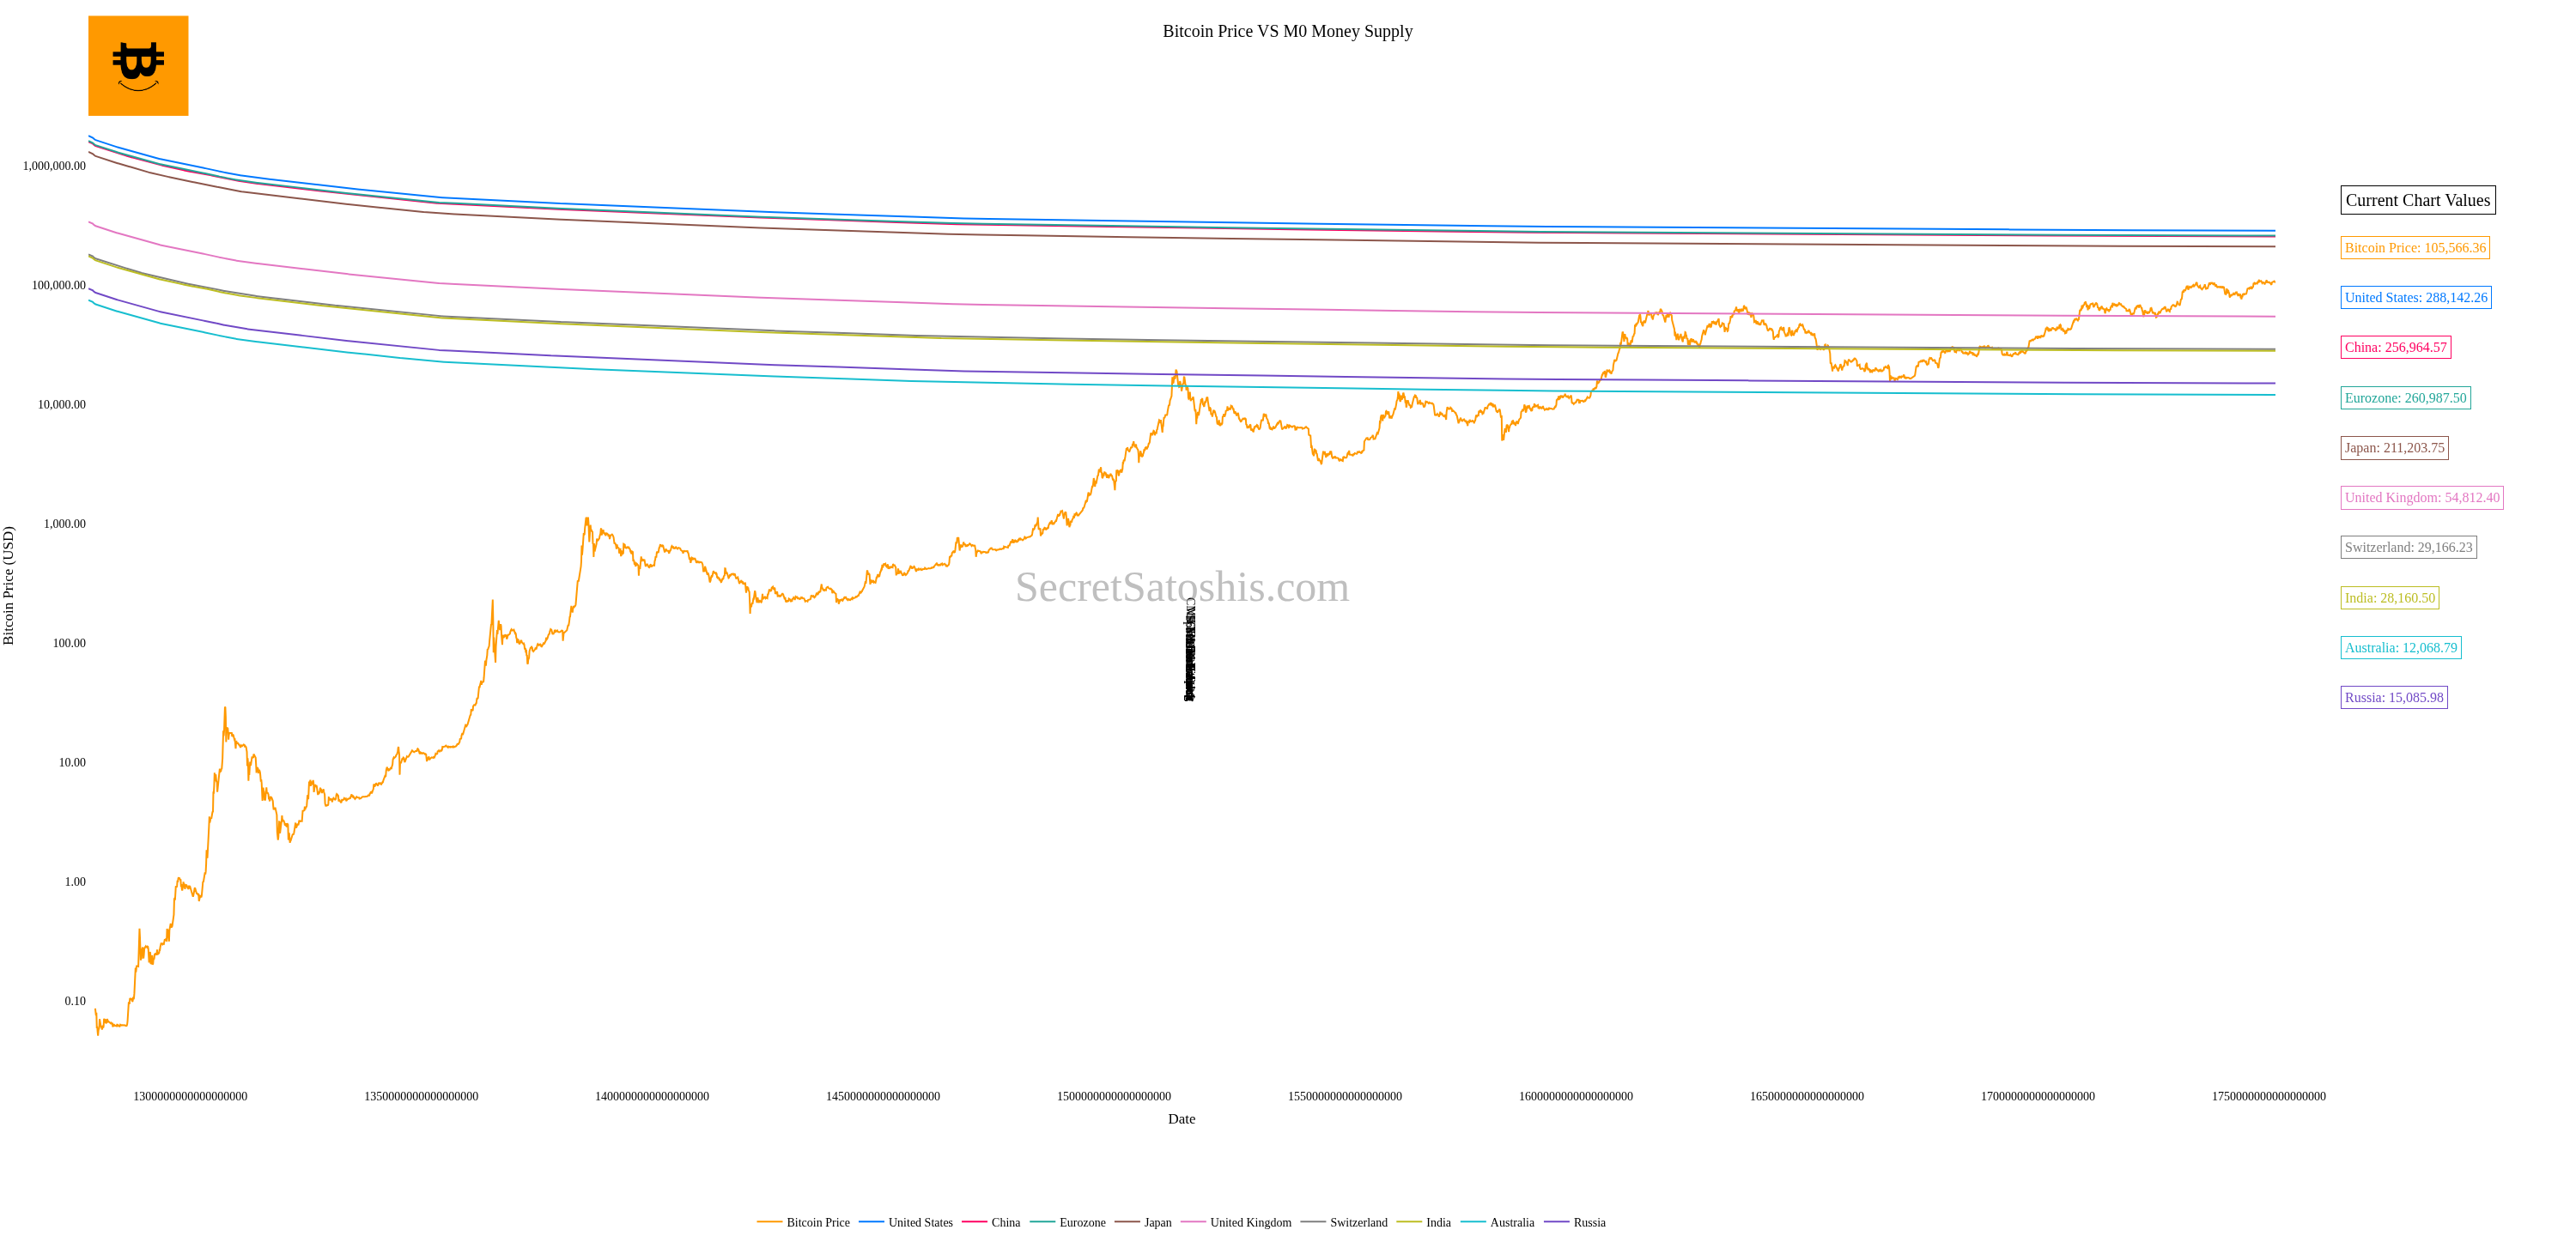 Bitcoin Price VS M0 Money Supply
1,000,000.00
100,000.00
10,000.00
1,000.00
100.00
10.00
1.00
0.10
Bitcoin Price (USD)
Current Chart Values
Bitcoin Price: 105,566.36
United States: 288,142.26
China: 256,964.57
Eurozone: 260,987.50
Japan: 211,203.75
United Kingdom: 54,812.40
Switzerland: 29,166.23
India: 28,160.50
Australia: 12,068.79
Russia: 15,085.98
SecretSatoshis.com
1300000000000000000 1350000000000000000 1400000000000000000 1450000000000000000 1500000000000000000 1550000000000000000 1600000000000000000 1650000000000000000 1700000000000000000 1750000000000000000
Date
Bitcoin Price United States China Eurozone Japan United Kingdom Switzerland India Australia Russia